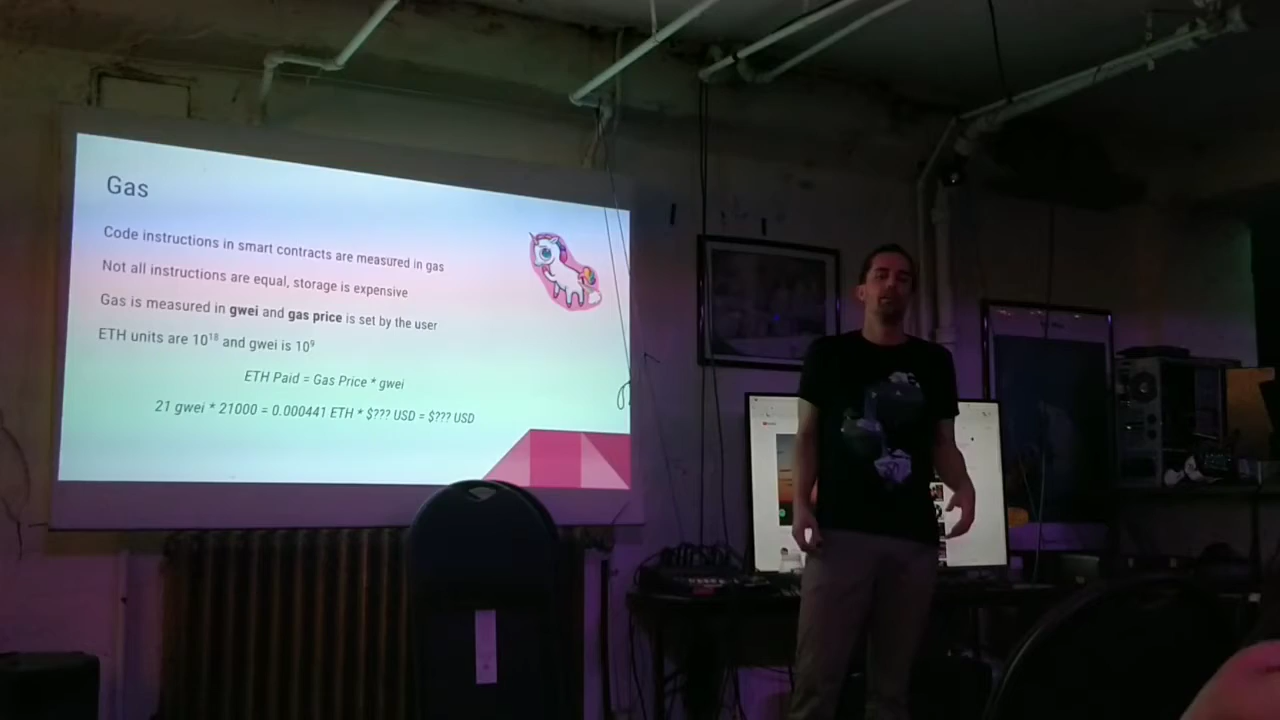 Gas
Code instructions in smart contracts are measured in gas
Not all instructions are equal, storage is expensive
Gas is measured in gwei and gas price is set by the user
ETH units are 10¹⁸ and gwei is 10⁹
ETH Paid = Gas Price * gwei
21 gwei * 21000 = 0.000441 ETH * $??? USD = $??? USD